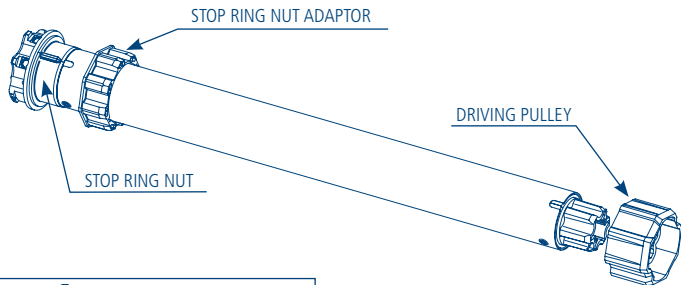 STOP RING NUT ADAPTOR
DRIVING PULLEY
STOP RING NUT